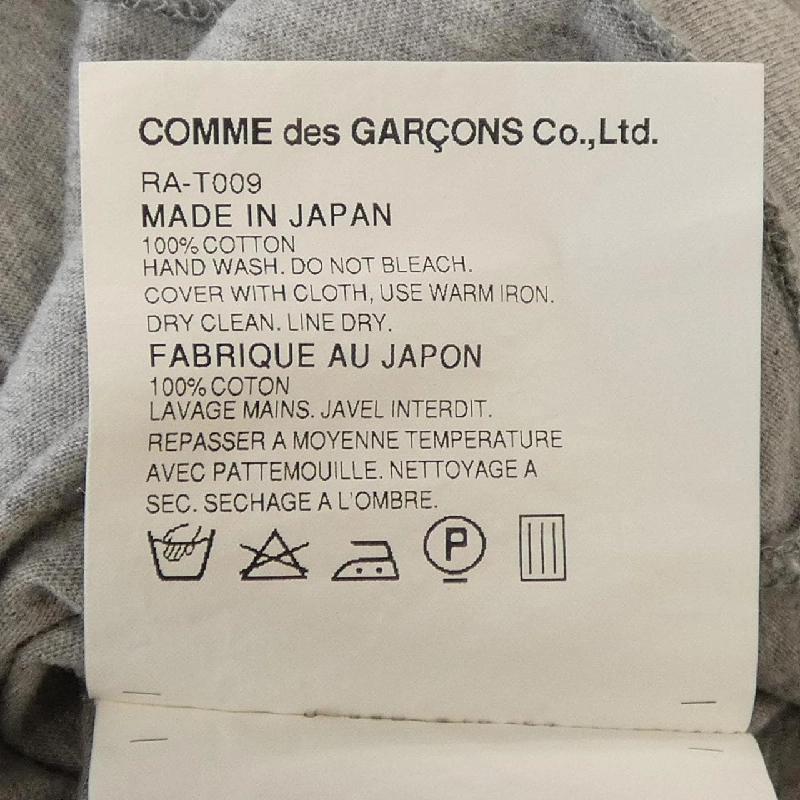 COMME des GARÇONS Co.,Ltd.
RA-T009
MADE IN JAPAN
100% COTTON
HAND WASH. DO NOT BLEACH.
COVER WITH CLOTH, USE WARM IRON.
DRY CLEAN. LINE DRY.
FABRIQUE AU JAPON
100% COTON
LAVAGE MAINS. JAVEL INTERDIT.
REPASSER A MOYENNE TEMPERATURE
AVEC PATTEMOUILLE. NETTOYAGE A
SEC. SECHAGE A L'OMBRE.
P